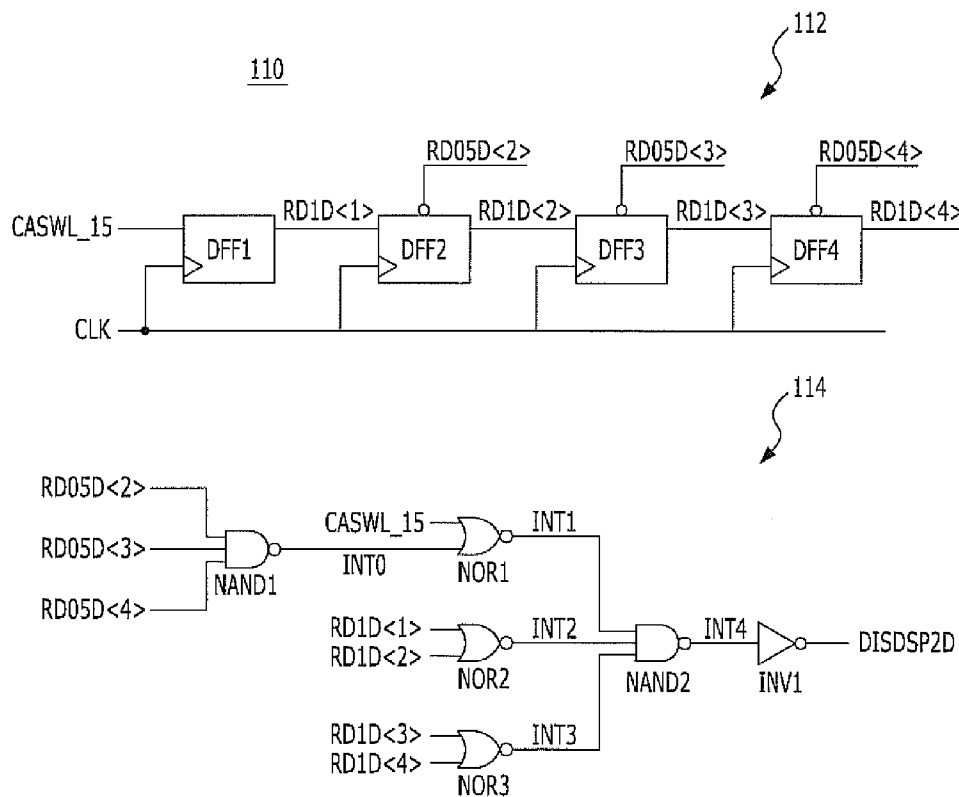 112
110
RD05D<2>
RD05D<3>
RD05D<4>
CASWL_15
DFF1
RD1D<1>
DFF2
RD1D<2>
DFF3
RD1D<3>
DFF4
RD1D<4>
CLK
114
RD05D<2>
RD05D<3>
RD05D<4>
NAND1
INT0
CASWL_15
NOR1
INT1
RD1D<1>
RD1D<2>
NOR2
INT2
RD1D<3>
RD1D<4>
NOR3
INT3
NAND2
INT4
INV1
DISDSP2D